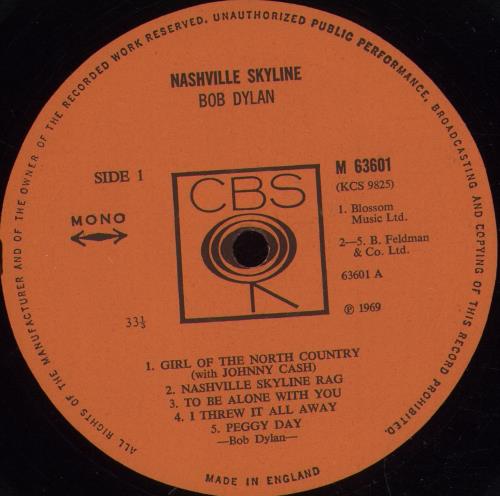 ALL RIGHTS OF THE MANUFACTURER AND OF THE OWNER OF THE RECORDED WORK RESERVED. UNAUTHORIZED PUBLIC PERFORMANCE, BROADCASTING AND COPYING OF THIS RECORD PROHIBITED.
NASHVILLE SKYLINE
BOB DYLAN
SIDE 1
MONO
CBS
M 63601
(KCS 9825)
1. Blossom
Music Ltd.
2—5. B. Feldman
& Co. Ltd.
63601 A
℗ 1969
33⅓
1. GIRL OF THE NORTH COUNTRY
(with JOHNNY CASH)
2. NASHVILLE SKYLINE RAG
3. TO BE ALONE WITH YOU
4. I THREW IT ALL AWAY
5. PEGGY DAY
—Bob Dylan—
MADE IN ENGLAND